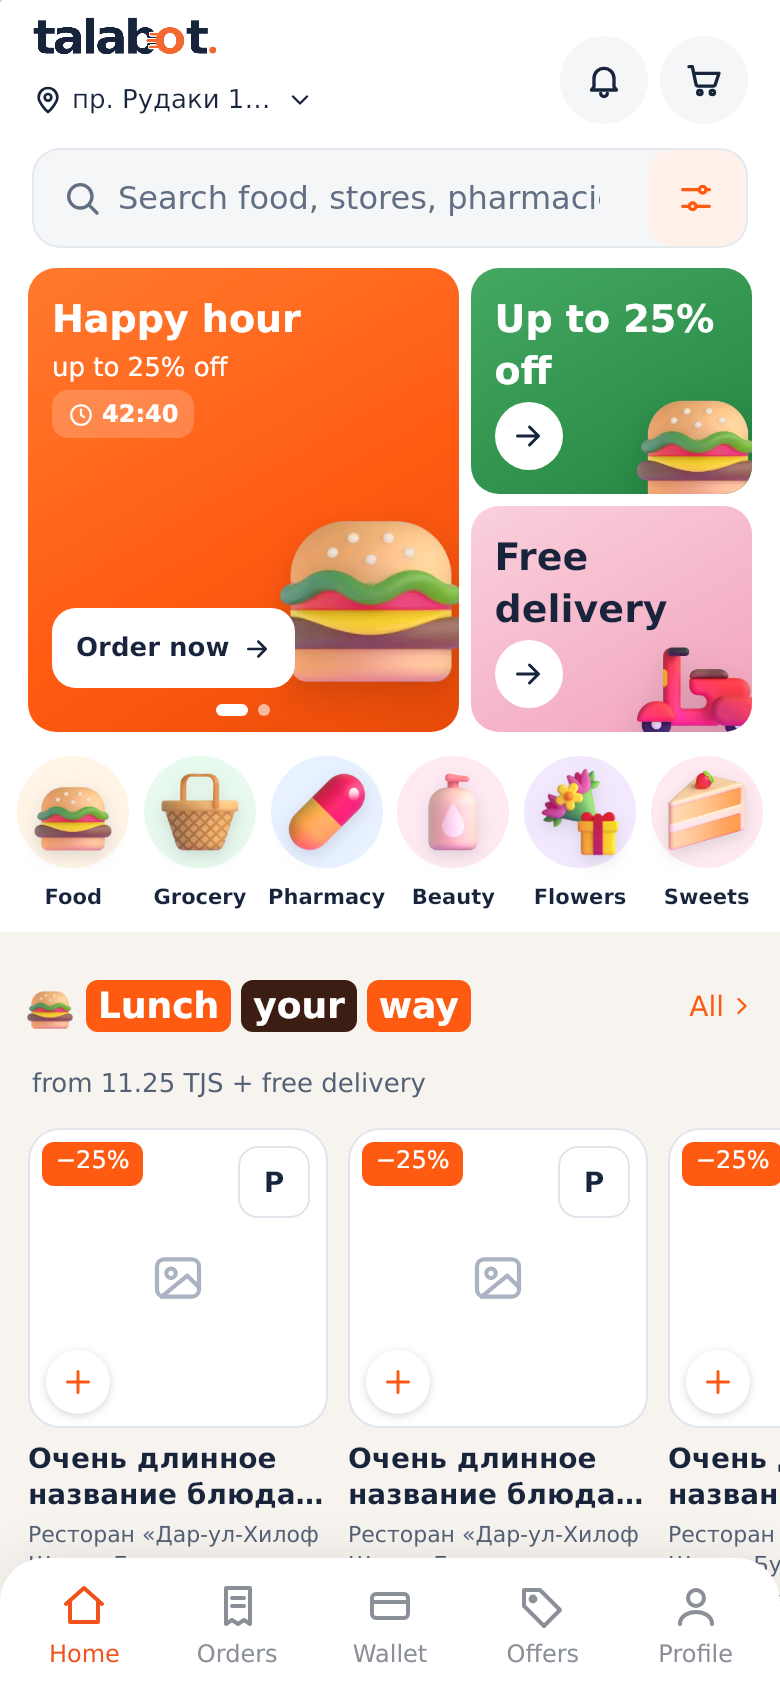 talabot.
пр. Рудаки 1...
Search food, stores, pharmaci
Happy hour
up to 25% off
42:40
Order now
Up to 25%
off
Free
delivery
Food
Grocery
Pharmacy
Beauty
Flowers
Sweets
Lunch your way
All
from 11.25 TJS + free delivery
−25%
P
−25%
P
−25%
Очень длинное
название блюда...
Очень длинное
название блюда...
Очень
назван
Ресторан «Дар-ул-Хилоф
Ресторан «Дар-ул-Хилоф
Ресторан
Home
Orders
Wallet
Offers
Profile